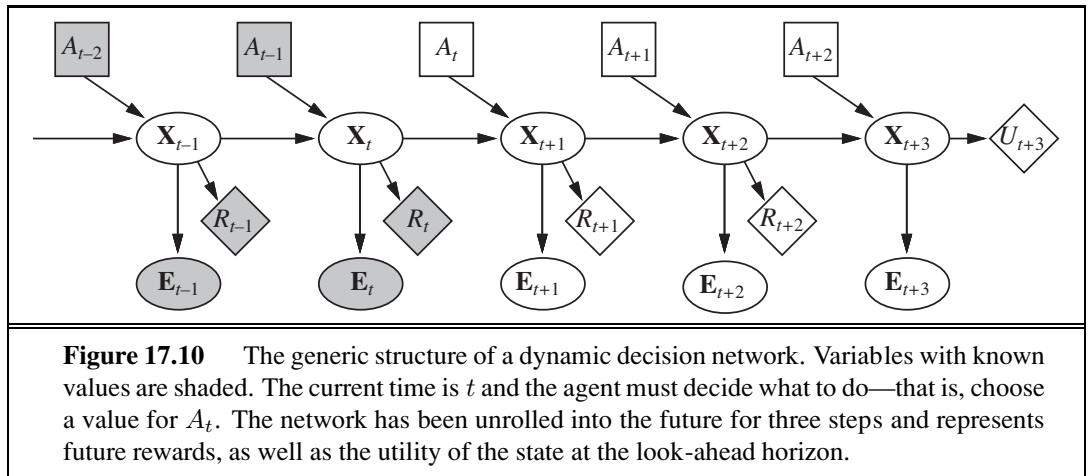 A_{t–2} A_{t–1} A_t A_{t+1} A_{t+2}
X_{t–1} X_t X_{t+1} X_{t+2} X_{t+3} U_{t+3}
R_{t–1} R_t R_{t+1} R_{t+2}
E_{t–1} E_t E_{t+1} E_{t+2} E_{t+3}
Figure 17.10 The generic structure of a dynamic decision network. Variables with known
values are shaded. The current time is t and the agent must decide what to do—that is, choose
a value for A_t. The network has been unrolled into the future for three steps and represents
future rewards, as well as the utility of the state at the look-ahead horizon.